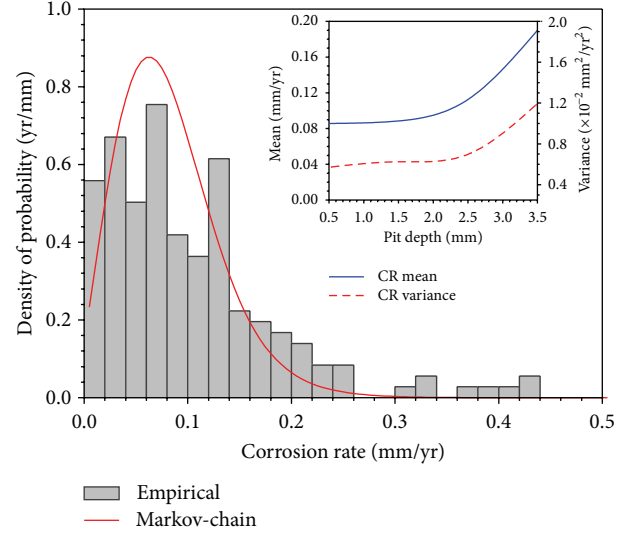 1.0
0.8
0.6
0.4
0.2
0.0
Density of probability (yr/mm)
0.0 0.1 0.2 0.3 0.4 0.5
Corrosion rate (mm/yr)
0.20
0.16
0.12
0.08
0.04
0.00
Mean (mm/yr)
2.0
1.6
1.2
0.8
0.4
Variance (×10⁻² mm²/yr²)
0.5 1.0 1.5 2.0 2.5 3.0 3.5
Pit depth (mm)
CR mean
CR variance
Empirical
Markov-chain